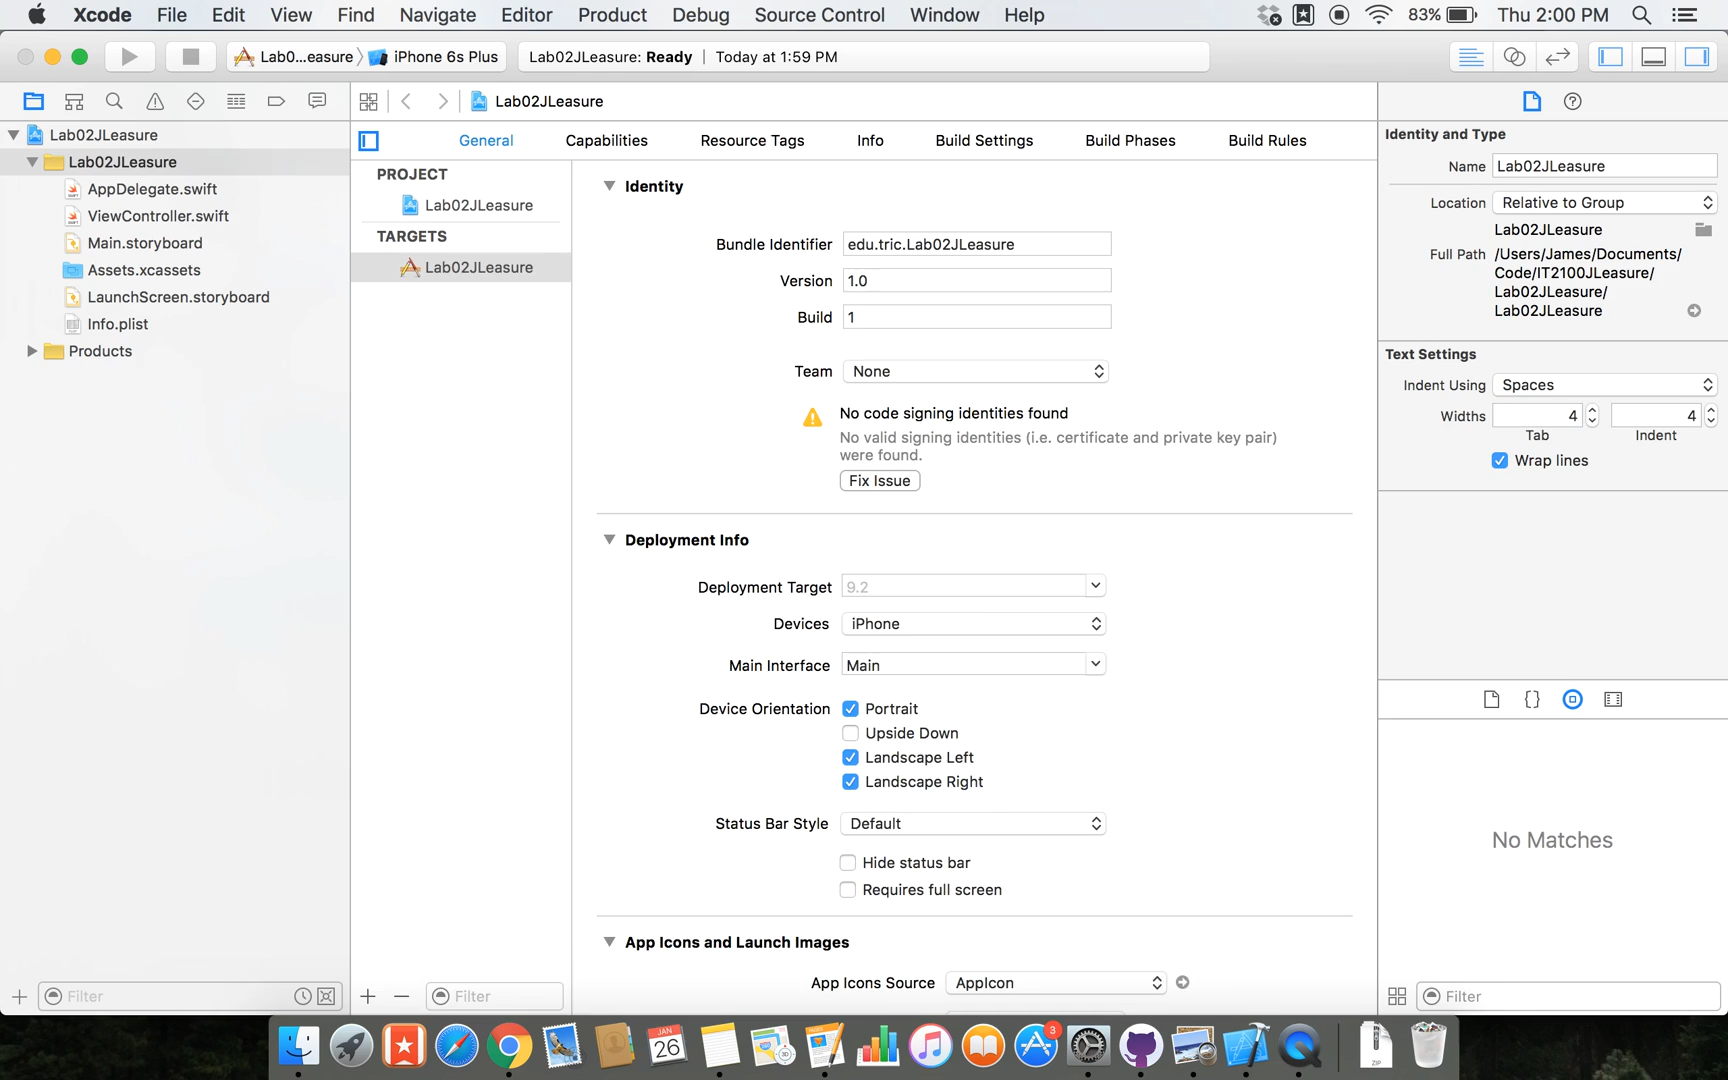 Xcode File Edit View Find Navigate Editor Product Debug Source Control Window Help 83% Thu 2:00 PM
Lab0...easure iPhone 6s Plus Lab02JLeasure: Ready | Today at 1:59 PM
Lab02JLeasure
Lab02JLeasure
Lab02JLeasure
AppDelegate.swift
ViewController.swift
Main.storyboard
Assets.xcassets
LaunchScreen.storyboard
Info.plist
Products
Filter
General Capabilities Resource Tags Info Build Settings Build Phases Build Rules
PROJECT
Lab02JLeasure
TARGETS
Lab02JLeasure
Filter
Identity
Bundle Identifier edu.tric.Lab02JLeasure
Version 1.0
Build 1
Team None
No code signing identities found
No valid signing identities (i.e. certificate and private key pair)
were found.
Fix Issue
Deployment Info
Deployment Target 9.2
Devices iPhone
Main Interface Main
Device Orientation Portrait
Upside Down
Landscape Left
Landscape Right
Status Bar Style Default
Hide status bar
Requires full screen
App Icons and Launch Images
App Icons Source AppIcon
Identity and Type
Name Lab02JLeasure
Location Relative to Group
Lab02JLeasure
Full Path /Users/James/Documents/
Code/IT2100JLeasure/
Lab02JLeasure/
Lab02JLeasure
Text Settings
Indent Using Spaces
Widths 4 4
Tab Indent
Wrap lines
{}
No Matches
Filter
JAN
26
3
ZIP